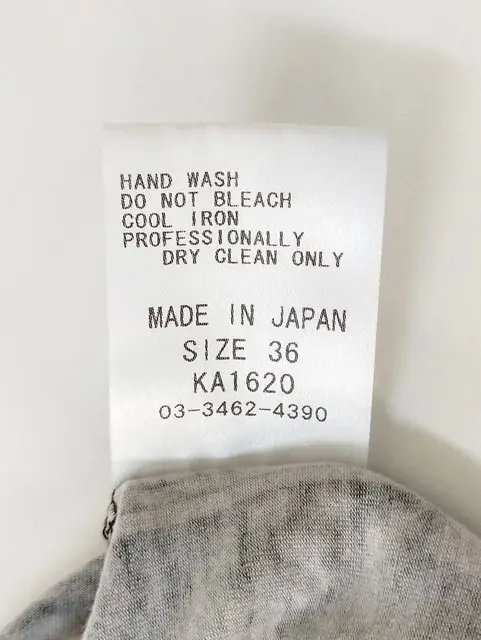 HAND WASH
DO NOT BLEACH
COOL IRON
PROFESSIONALLY
DRY CLEAN ONLY
MADE IN JAPAN
SIZE 36
KA1620
03-3462-4390